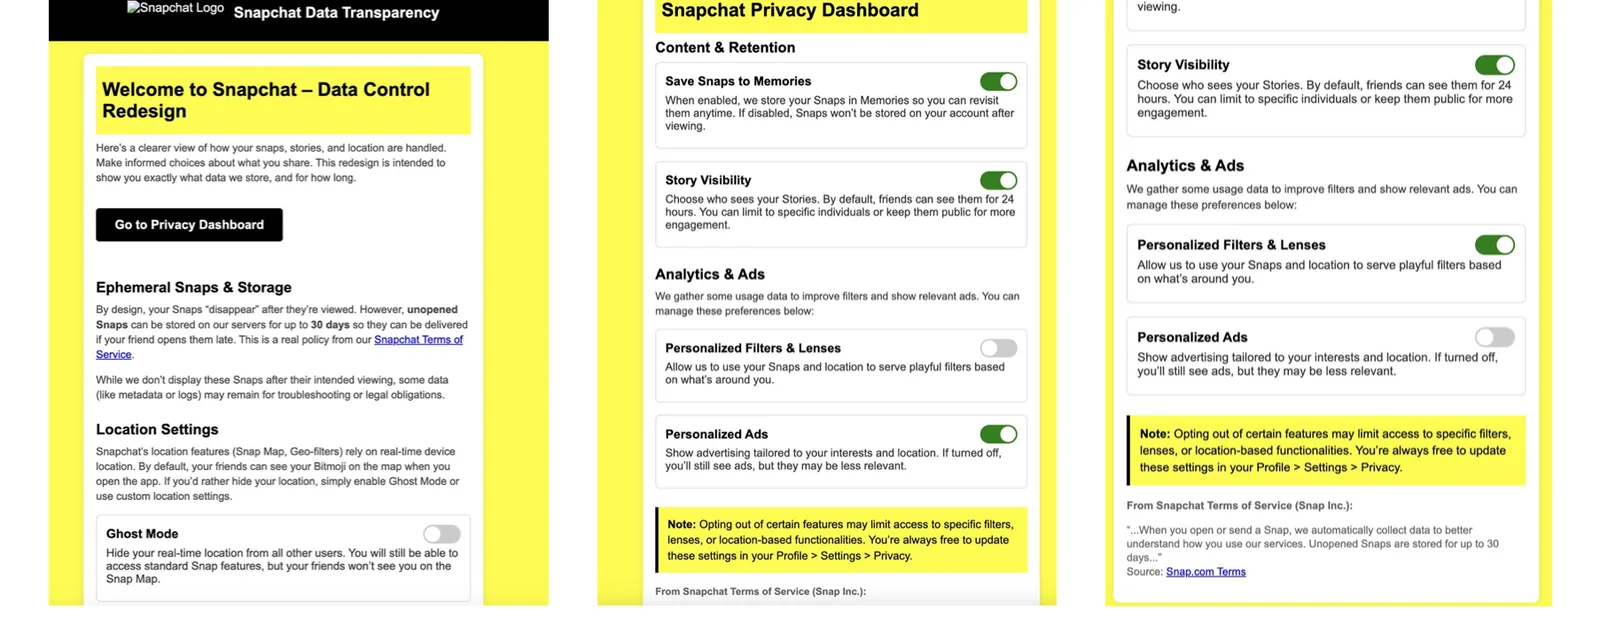 Snapchat Logo Snapchat Data Transparency
Welcome to Snapchat – Data Control
Redesign
Here's a clearer view of how your snaps, stories, and location are handled.
Make informed choices about what you share. This redesign is intended to
show you exactly what data we store, and for how long.
Go to Privacy Dashboard
Ephemeral Snaps & Storage
By design, your Snaps “disappear” after they're viewed. However, unopened
Snaps can be stored on our servers for up to 30 days so they can be delivered
if your friend opens them late. This is a real policy from our Snapchat Terms of
Service.
While we don't display these Snaps after their intended viewing, some data
(like metadata or logs) may remain for troubleshooting or legal obligations.
Location Settings
Snapchat's location features (Snap Map, Geo-filters) rely on real-time device
location. By default, your friends can see your Bitmoji on the map when you
open the app. If you'd rather hide your location, simply enable Ghost Mode or
use custom location settings.
Ghost Mode
Hide your real-time location from all other users. You will still be able to
access standard Snap features, but your friends won't see you on the
Snap Map.
Snapchat Privacy Dashboard
Content & Retention
Save Snaps to Memories
When enabled, we store your Snaps in Memories so you can revisit
them anytime. If disabled, Snaps won't be stored on your account after
viewing.
Story Visibility
Choose who sees your Stories. By default, friends can see them for 24
hours. You can limit to specific individuals or keep them public for more
engagement.
Analytics & Ads
We gather some usage data to improve filters and show relevant ads. You can
manage these preferences below:
Personalized Filters & Lenses
Allow us to use your Snaps and location to serve playful filters based
on what's around you.
Personalized Ads
Show advertising tailored to your interests and location. If turned off,
you'll still see ads, but they may be less relevant.
Note: Opting out of certain features may limit access to specific filters,
lenses, or location-based functionalities. You're always free to update
these settings in your Profile > Settings > Privacy.
From Snapchat Terms of Service (Snap Inc.):
viewing.
Story Visibility
Choose who sees your Stories. By default, friends can see them for 24
hours. You can limit to specific individuals or keep them public for more
engagement.
Analytics & Ads
We gather some usage data to improve filters and show relevant ads. You can
manage these preferences below:
Personalized Filters & Lenses
Allow us to use your Snaps and location to serve playful filters based
on what's around you.
Personalized Ads
Show advertising tailored to your interests and location. If turned off,
you'll still see ads, but they may be less relevant.
Note: Opting out of certain features may limit access to specific filters,
lenses, or location-based functionalities. You're always free to update
these settings in your Profile > Settings > Privacy.
From Snapchat Terms of Service (Snap Inc.):
“...When you open or send a Snap, we automatically collect data to better
understand how you use our services. Unopened Snaps are stored for up to 30
days...”
Source: Snap.com Terms